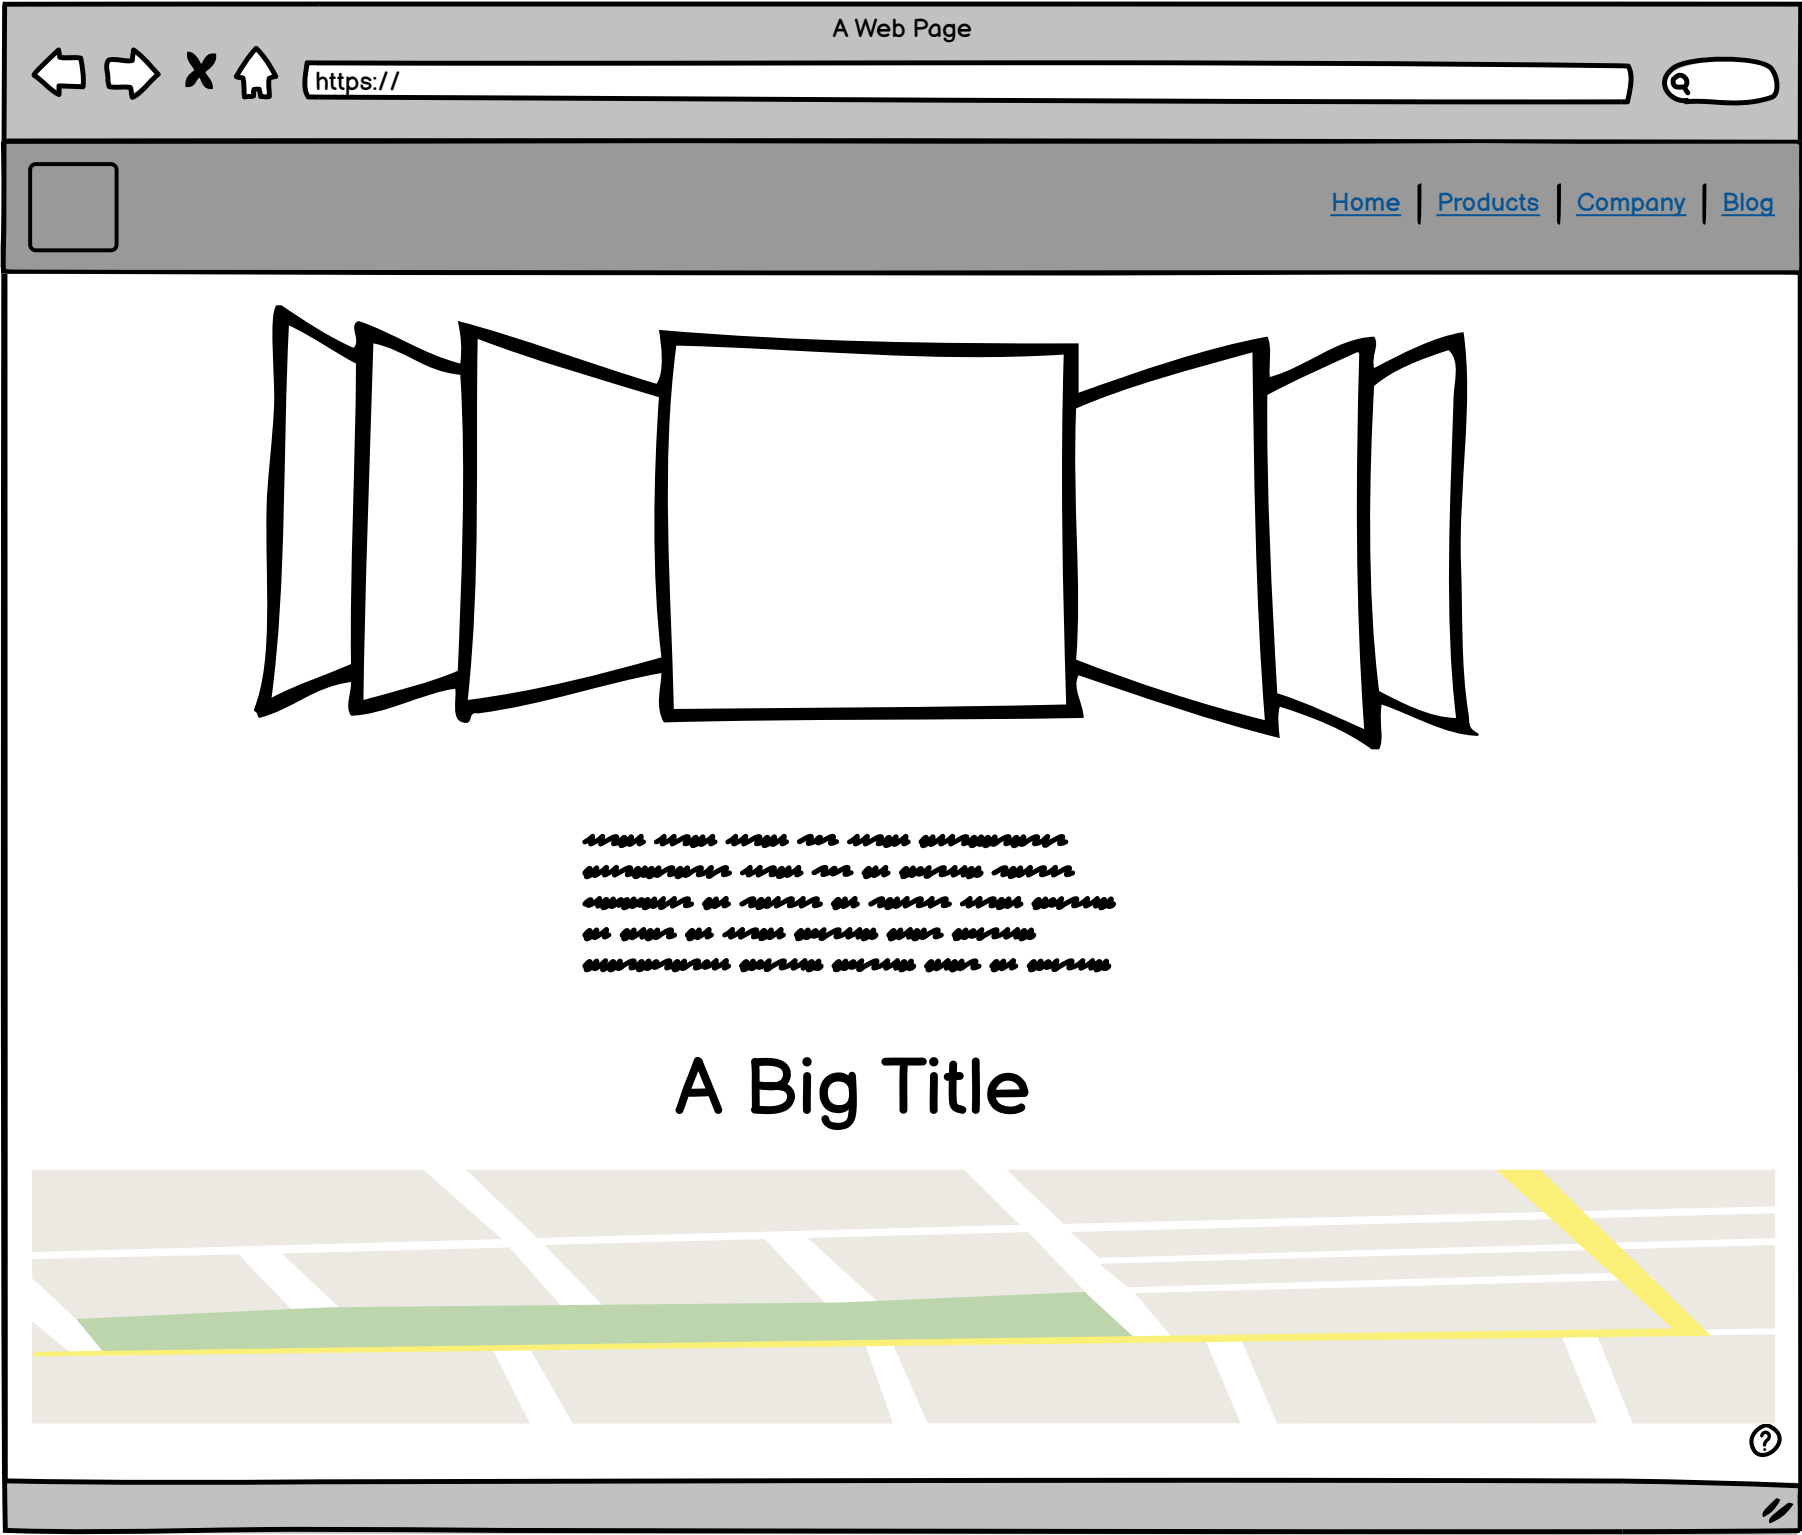 A Web Page
https://
Home | Products | Company | Blog
A Big Title
?